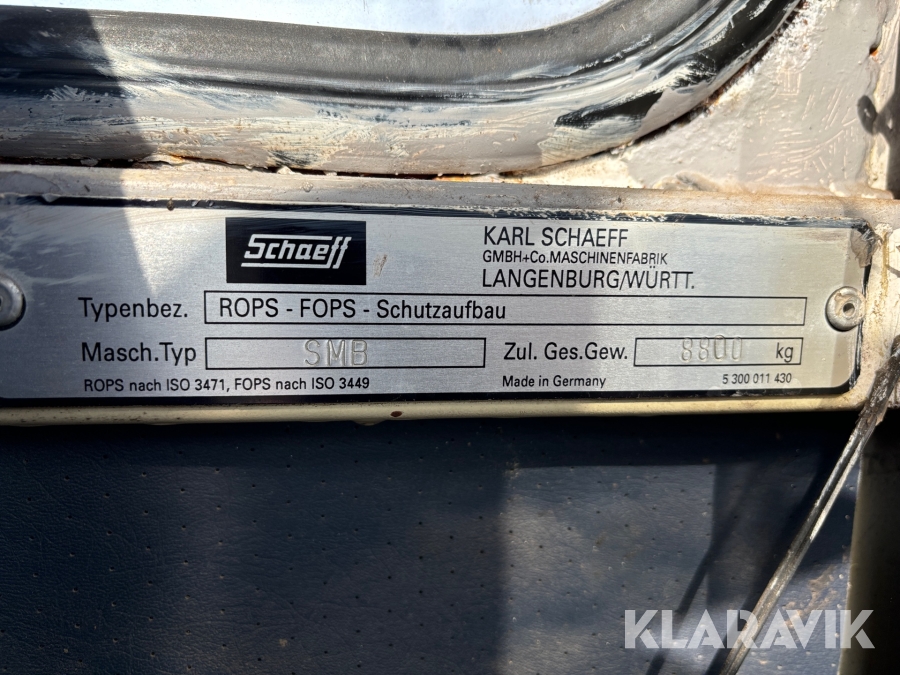 Schaeff
KARL SCHAEFF
GMBH+Co.MASCHINENFABRIK
LANGENBURG/WÜRTT.
Typenbez. ROPS - FOPS - Schutzaufbau
Masch.Typ SMB Zul. Ges.Gew. 8800 kg
ROPS nach ISO 3471, FOPS nach ISO 3449 Made in Germany 5 300 011 430
KLARAVIK